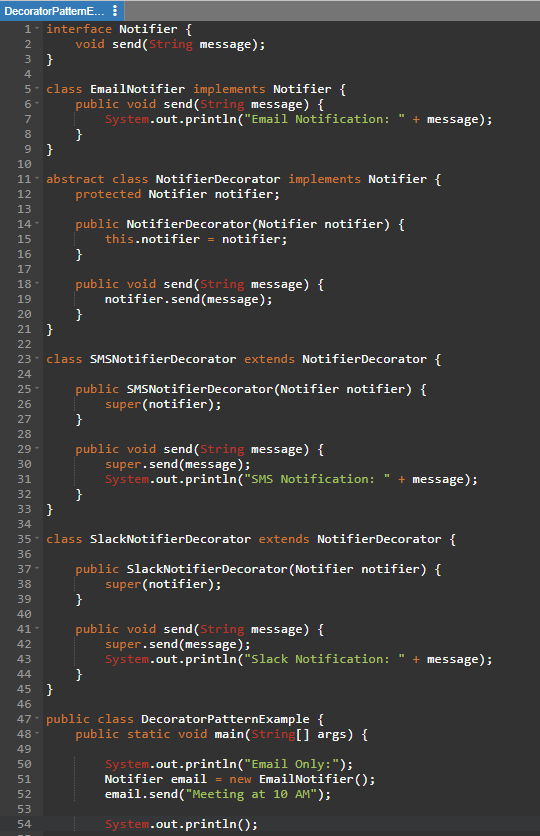 DecoratorPatternE...
1 interface Notifier {
2     void send(String message);
3 }
4
5 class EmailNotifier implements Notifier {
6     public void send(String message) {
7         System.out.println("Email Notification: " + message);
8     }
9 }
10
11 abstract class NotifierDecorator implements Notifier {
12     protected Notifier notifier;
13
14     public NotifierDecorator(Notifier notifier) {
15         this.notifier = notifier;
16     }
17
18     public void send(String message) {
19         notifier.send(message);
20     }
21 }
22
23 class SMSNotifierDecorator extends NotifierDecorator {
24
25     public SMSNotifierDecorator(Notifier notifier) {
26         super(notifier);
27     }
28
29     public void send(String message) {
30         super.send(message);
31         System.out.println("SMS Notification: " + message);
32     }
33 }
34
35 class SlackNotifierDecorator extends NotifierDecorator {
36
37     public SlackNotifierDecorator(Notifier notifier) {
38         super(notifier);
39     }
40
41     public void send(String message) {
42         super.send(message);
43         System.out.println("Slack Notification: " + message);
44     }
45 }
46
47 public class DecoratorPatternExample {
48     public static void main(String[] args) {
49
50         System.out.println("Email Only:");
51         Notifier email = new EmailNotifier();
52         email.send("Meeting at 10 AM");
53
54         System.out.println();